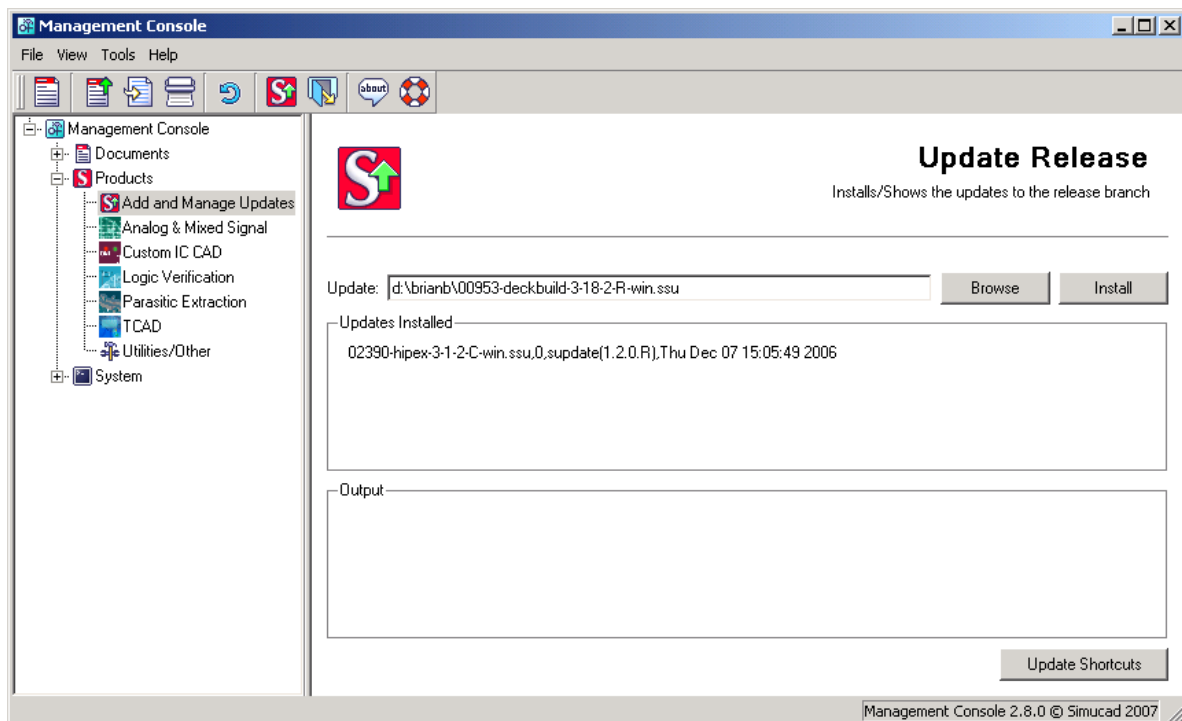 Management Console
File View Tools Help
about
Management Console
Documents
Products
Add and Manage Updates
Analog & Mixed Signal
Custom IC CAD
Logic Verification
Parasitic Extraction
TCAD
Utilities/Other
System
Update Release
Installs/Shows the updates to the release branch
Update: d:\brianb\00953-deckbuild-3-18-2-R-win.ssu Browse Install
Updates Installed
02390-hipex-3-1-2-C-win.ssu,0,supdate(1.2.0.R),Thu Dec 07 15:05:49 2006
Output
Update Shortcuts
Management Console 2.8.0 © Simucad 2007